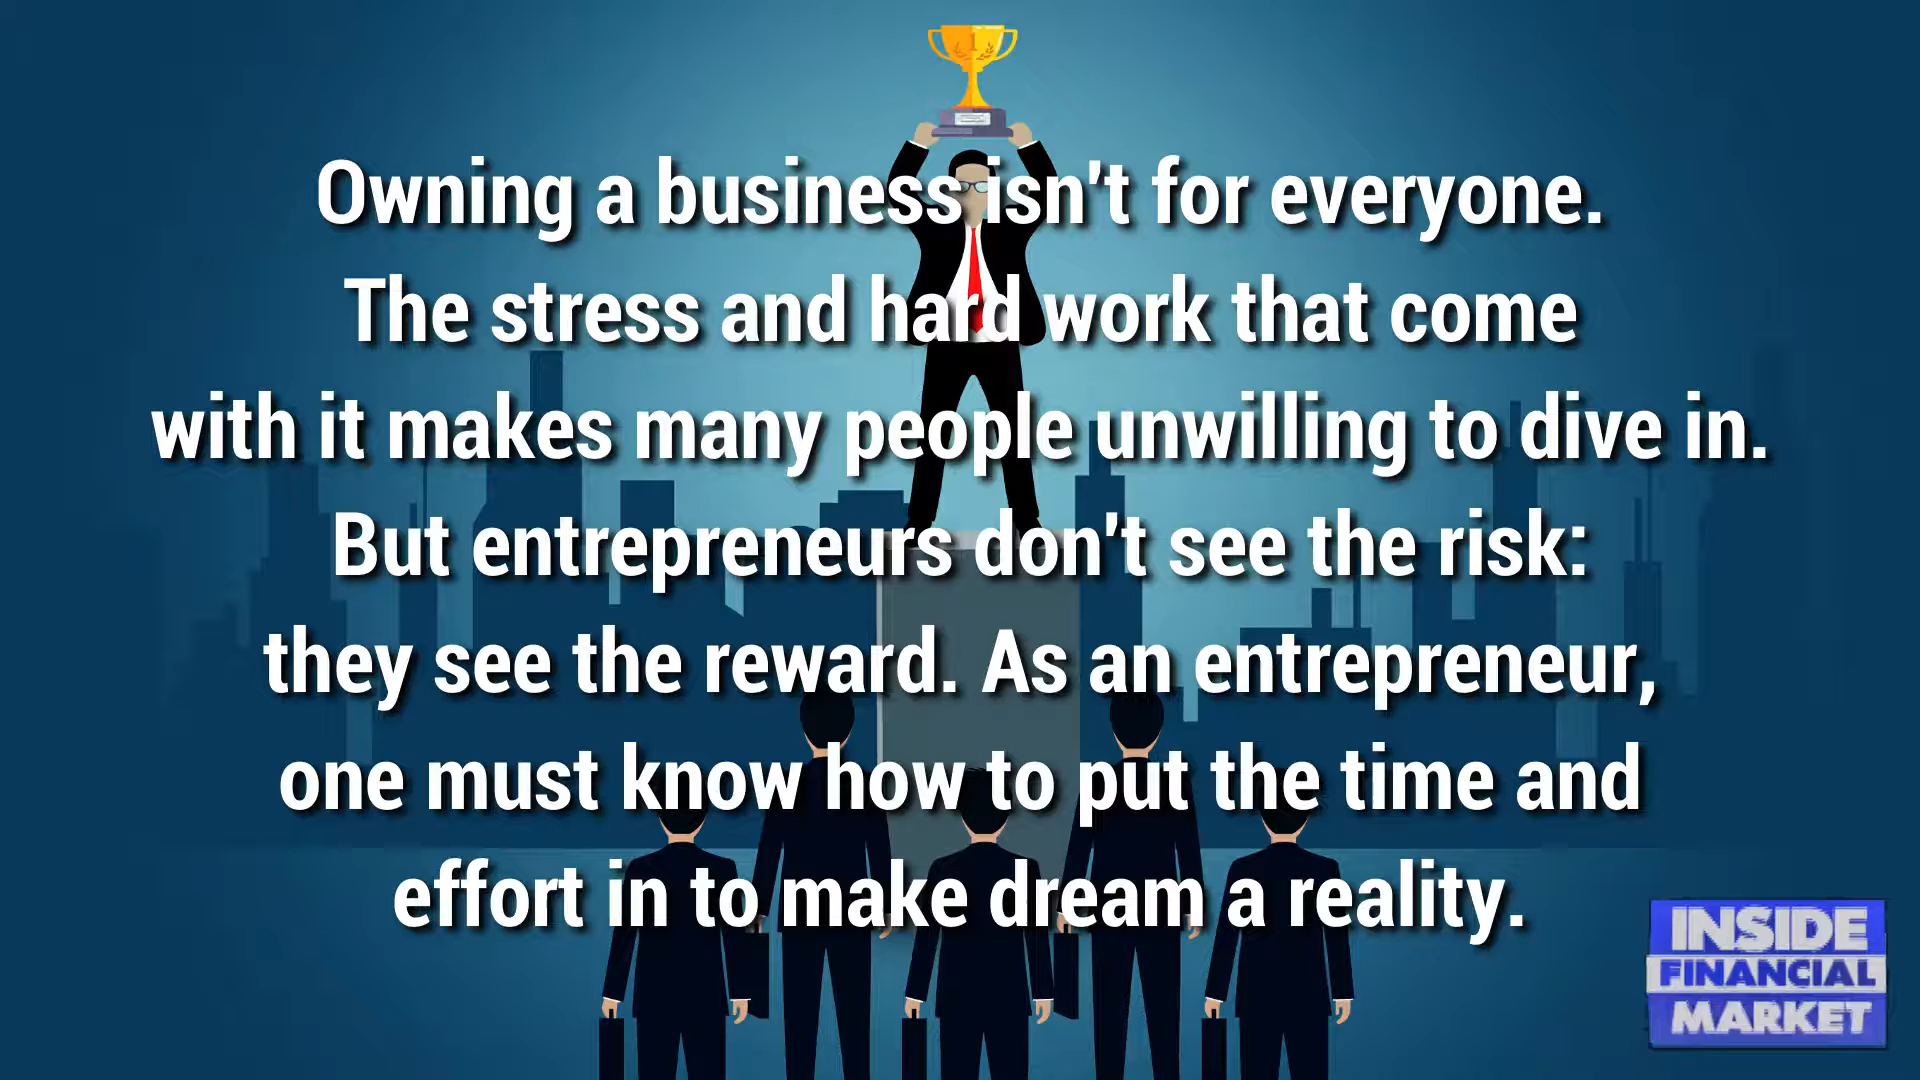 Owning a business isn't for everyone.
The stress and hard work that come
with it makes many people unwilling to dive in.
But entrepreneurs don't see the risk:
they see the reward. As an entrepreneur,
one must know how to put the time and
effort in to make dream a reality.
1
INSIDE
FINANCIAL
MARKET